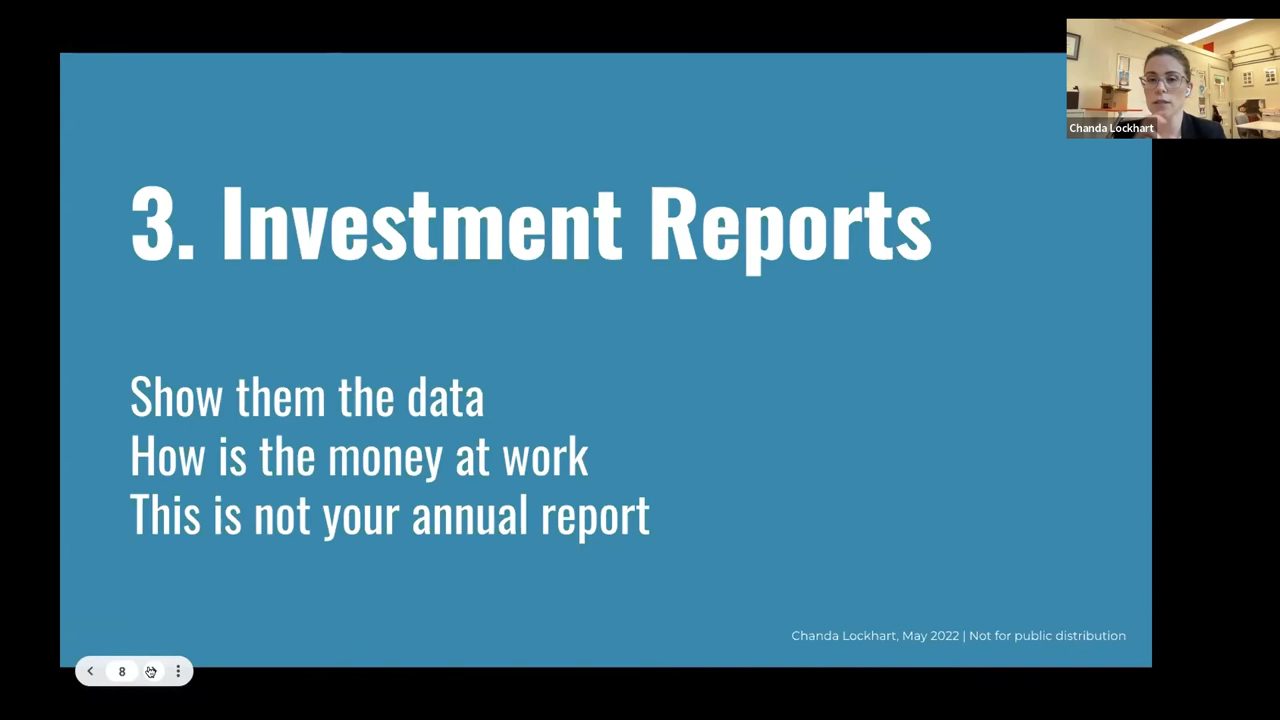 3. Investment Reports
Show them the data
How is the money at work
This is not your annual report
Chanda Lockhart, May 2022 | Not for public distribution
Chanda Lockhart
8